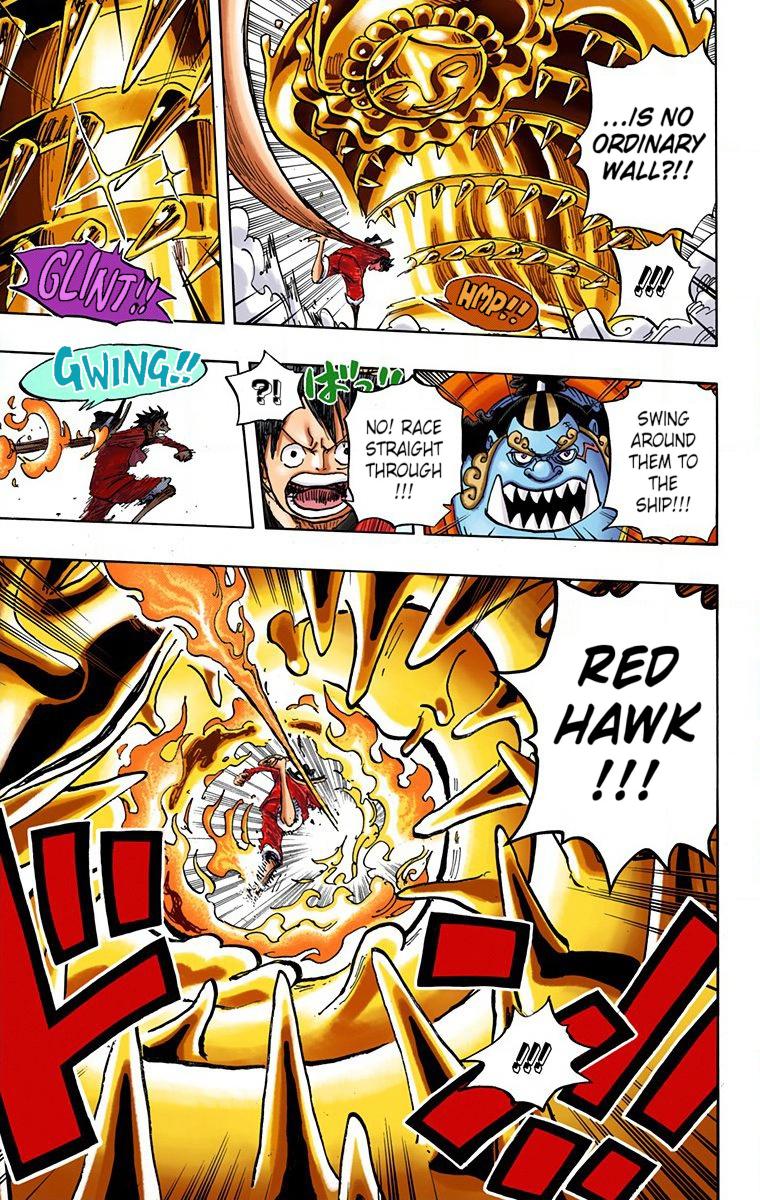 ...IS NO
ORDINARY
WALL?!!
!!!
HMP!!
GLINT!!
SWING
AROUND
THEM TO
THE
SHIP!!!
NO! RACE
STRAIGHT
THROUGH
!!!
ばっ!!
?!
GWING!!
RED
HAWK
!!!
ドン!!
!!!